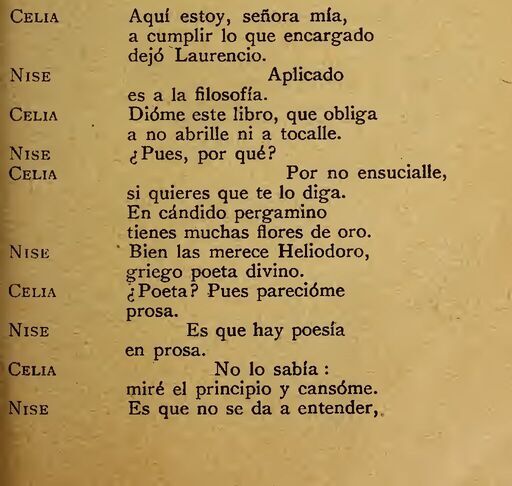 CELIA Aquí estoy, señora mía,
a cumplir lo que encargado
dejó Laurencio.
NISE Aplicado
es a la filosofía.
CELIA Dióme este libro, que obliga
a no abrille ni a tocalle.
NISE ¿Pues, por qué?
CELIA Por no ensucialle,
si quieres que te lo diga.
En cándido pergamino
tienes muchas flores de oro.
NISE Bien las merece Heliodoro,
griego poeta divino.
CELIA ¿Poeta? Pues parecióme
prosa.
NISE Es que hay poesía
en prosa.
CELIA No lo sabía:
miré el principio y cansóme.
NISE Es que no se da a entender,